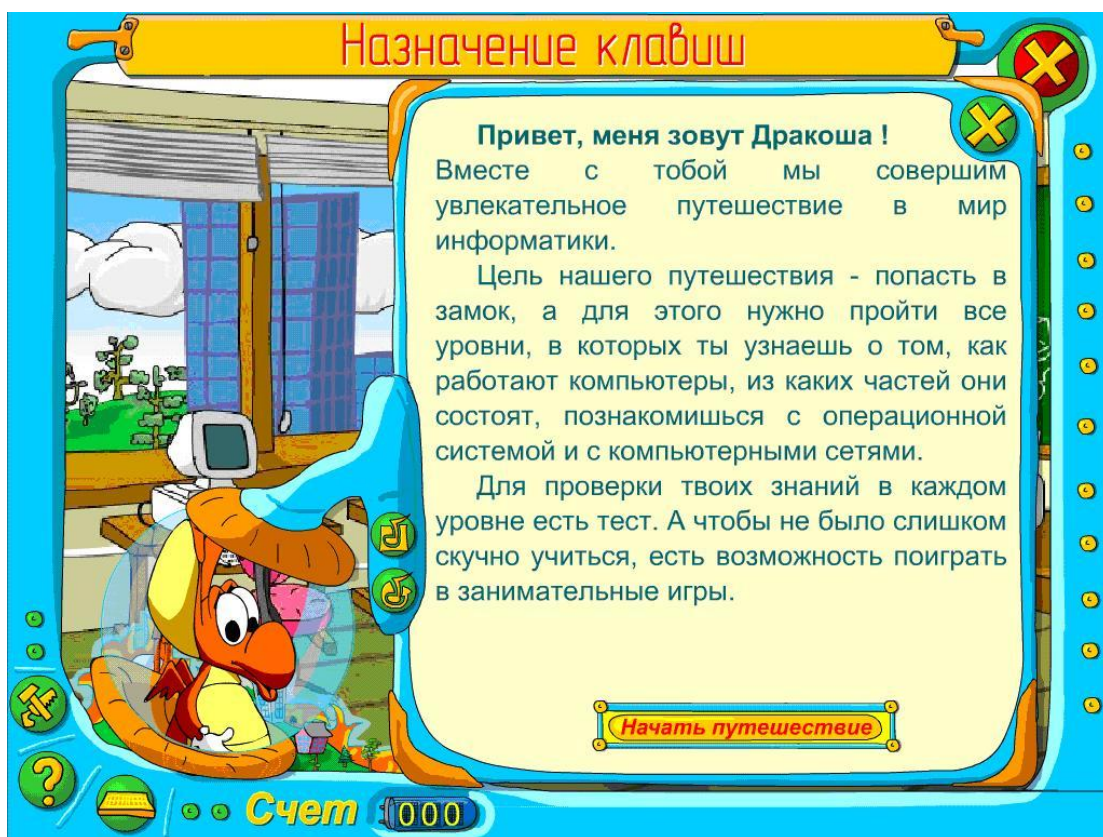 Назначение клавиш
Привет, меня зовут Дракоша !
Вместе с тобой мы совершим
увлекательное путешествие в мир
информатики.
Цель нашего путешествия - попасть в
замок, а для этого нужно пройти все
уровни, в которых ты узнаешь о том, как
работают компьютеры, из каких частей они
состоят, познакомишься с операционной
системой и с компьютерными сетями.
Для проверки твоих знаний в каждом
уровне есть тест. А чтобы не было слишком
скучно учиться, есть возможность поиграть
в занимательные игры.
Начать путешествие
?
Счет 000